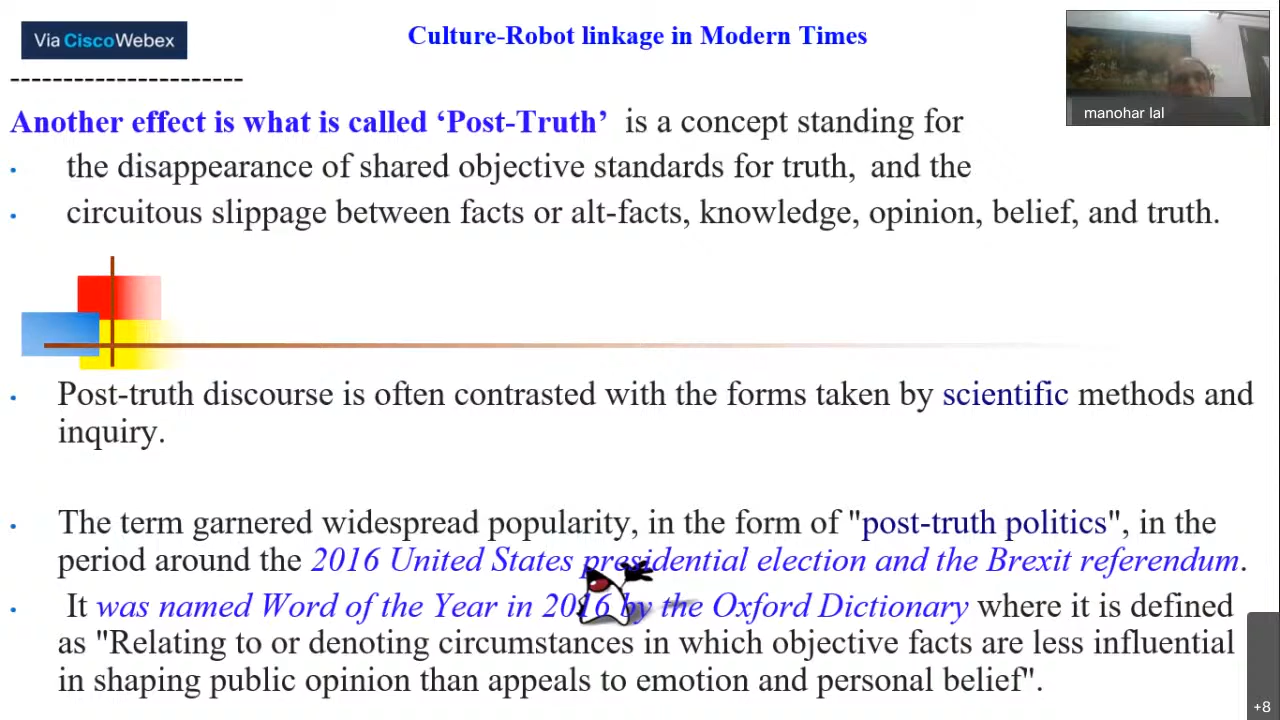 Via CiscoWebex
Culture-Robot linkage in Modern Times
----------------------
manohar lal
Another effect is what is called ‘Post-Truth’ is a concept standing for
• the disappearance of shared objective standards for truth, and the
• circuitous slippage between facts or alt-facts, knowledge, opinion, belief, and truth.
• Post-truth discourse is often contrasted with the forms taken by scientific methods and
inquiry.
• The term garnered widespread popularity, in the form of "post-truth politics", in the
period around the 2016 United States presidential election and the Brexit referendum.
• It was named Word of the Year in 2016 by the Oxford Dictionary where it is defined
as "Relating to or denoting circumstances in which objective facts are less influential
in shaping public opinion than appeals to emotion and personal belief".
+8